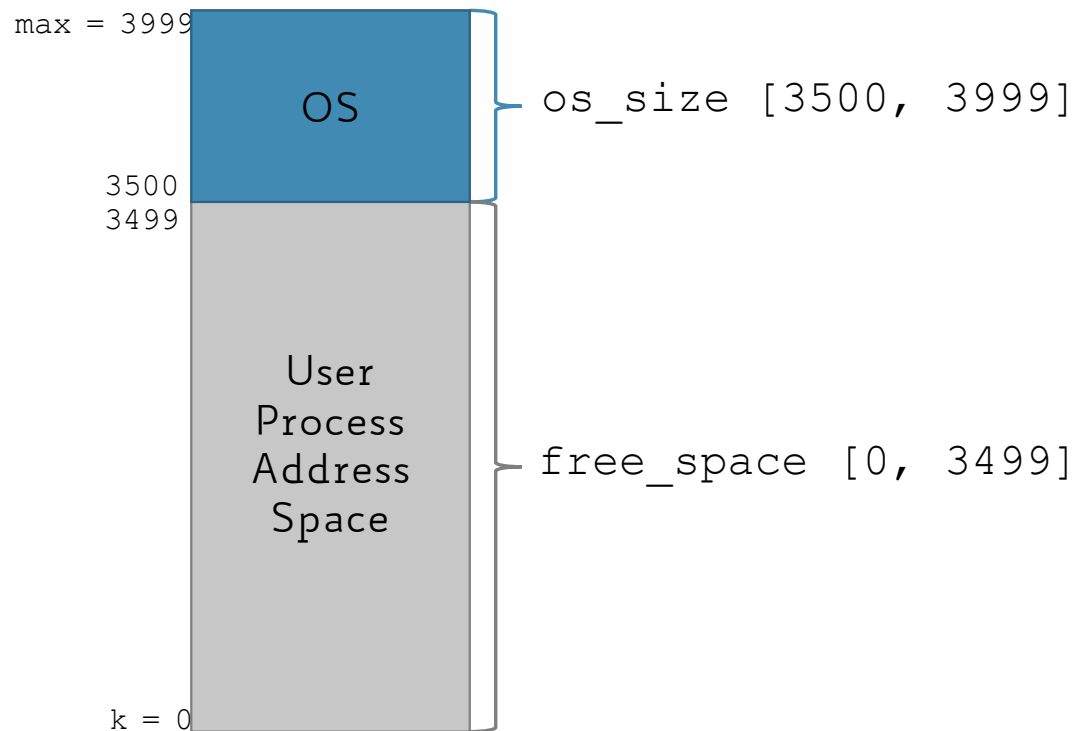 max = 3999
OS
os_size [3500, 3999]
3500
3499
User
Process
Address
Space
free_space [0, 3499]
k = 0